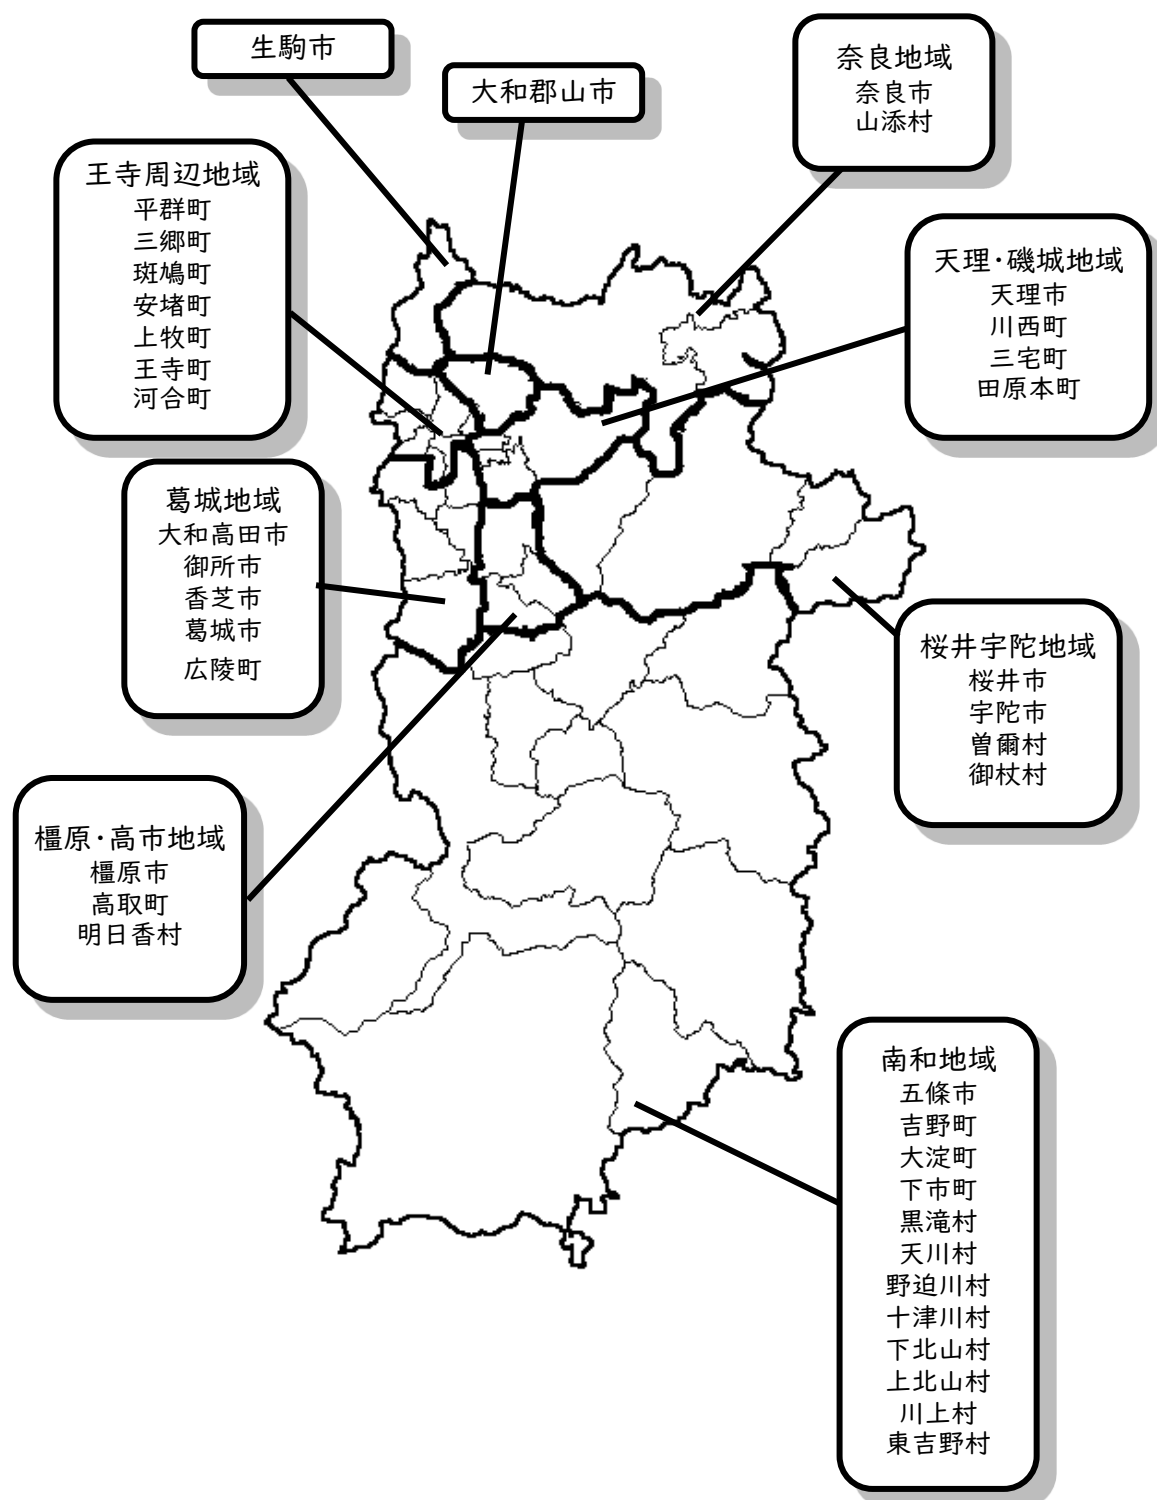 生駒市
大和郡山市
奈良地域
奈良市
山添村
王寺周辺地域
平群町
三郷町
斑鳩町
安堵町
上牧町
王寺町
河合町
天理・磯城地域
天理市
川西町
三宅町
田原本町
葛城地域
大和高田市
御所市
香芝市
葛城市
広陵町
桜井宇陀地域
桜井市
宇陀市
曽爾村
御杖村
橿原・高市地域
橿原市
高取町
明日香村
南和地域
五條市
吉野町
大淀町
下市町
黒滝村
天川村
野迫川村
十津川村
下北山村
上北山村
川上村
東吉野村